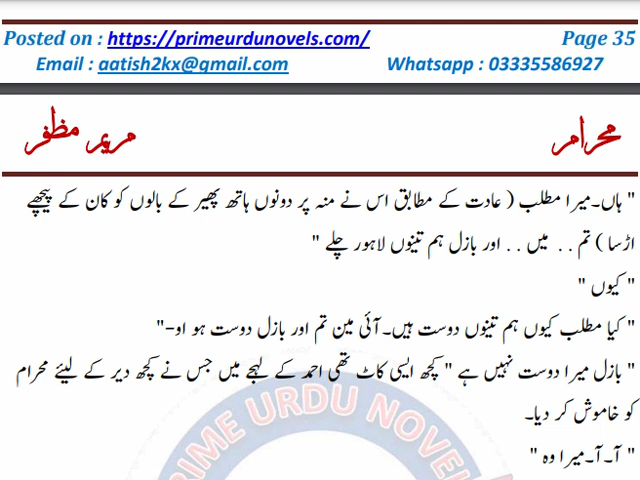 Posted on : https://primeurdunovels.com/ Page 35
Email : aatish2kx@gmail.com Whatsapp : 03335586927
محرام مریم مظفر
" ہاں۔میرا مطلب ( عادت کے مطابق اس نے منہ پر دونوں ہاتھ پھیر کے بالوں کو کان کے پیچھے
اڑسا ) تم . . میں . . اور بازل ہم تینوں لاہور چلے "
" کیوں "
" کیا مطلب کیوں ہم تینوں دوست ہیں۔آئی مین تم اور بازل دوست ہو او-"
" بازل میرا دوست نہیں ہے " کچھ ایسی کاٹ تھی احمد کے لہجے میں جس نے کچھ دیر کے لیئے محرام
کو خاموش کر دیا۔
" آ۔آ۔میرا وہ "
PRIME URDU NOVELS